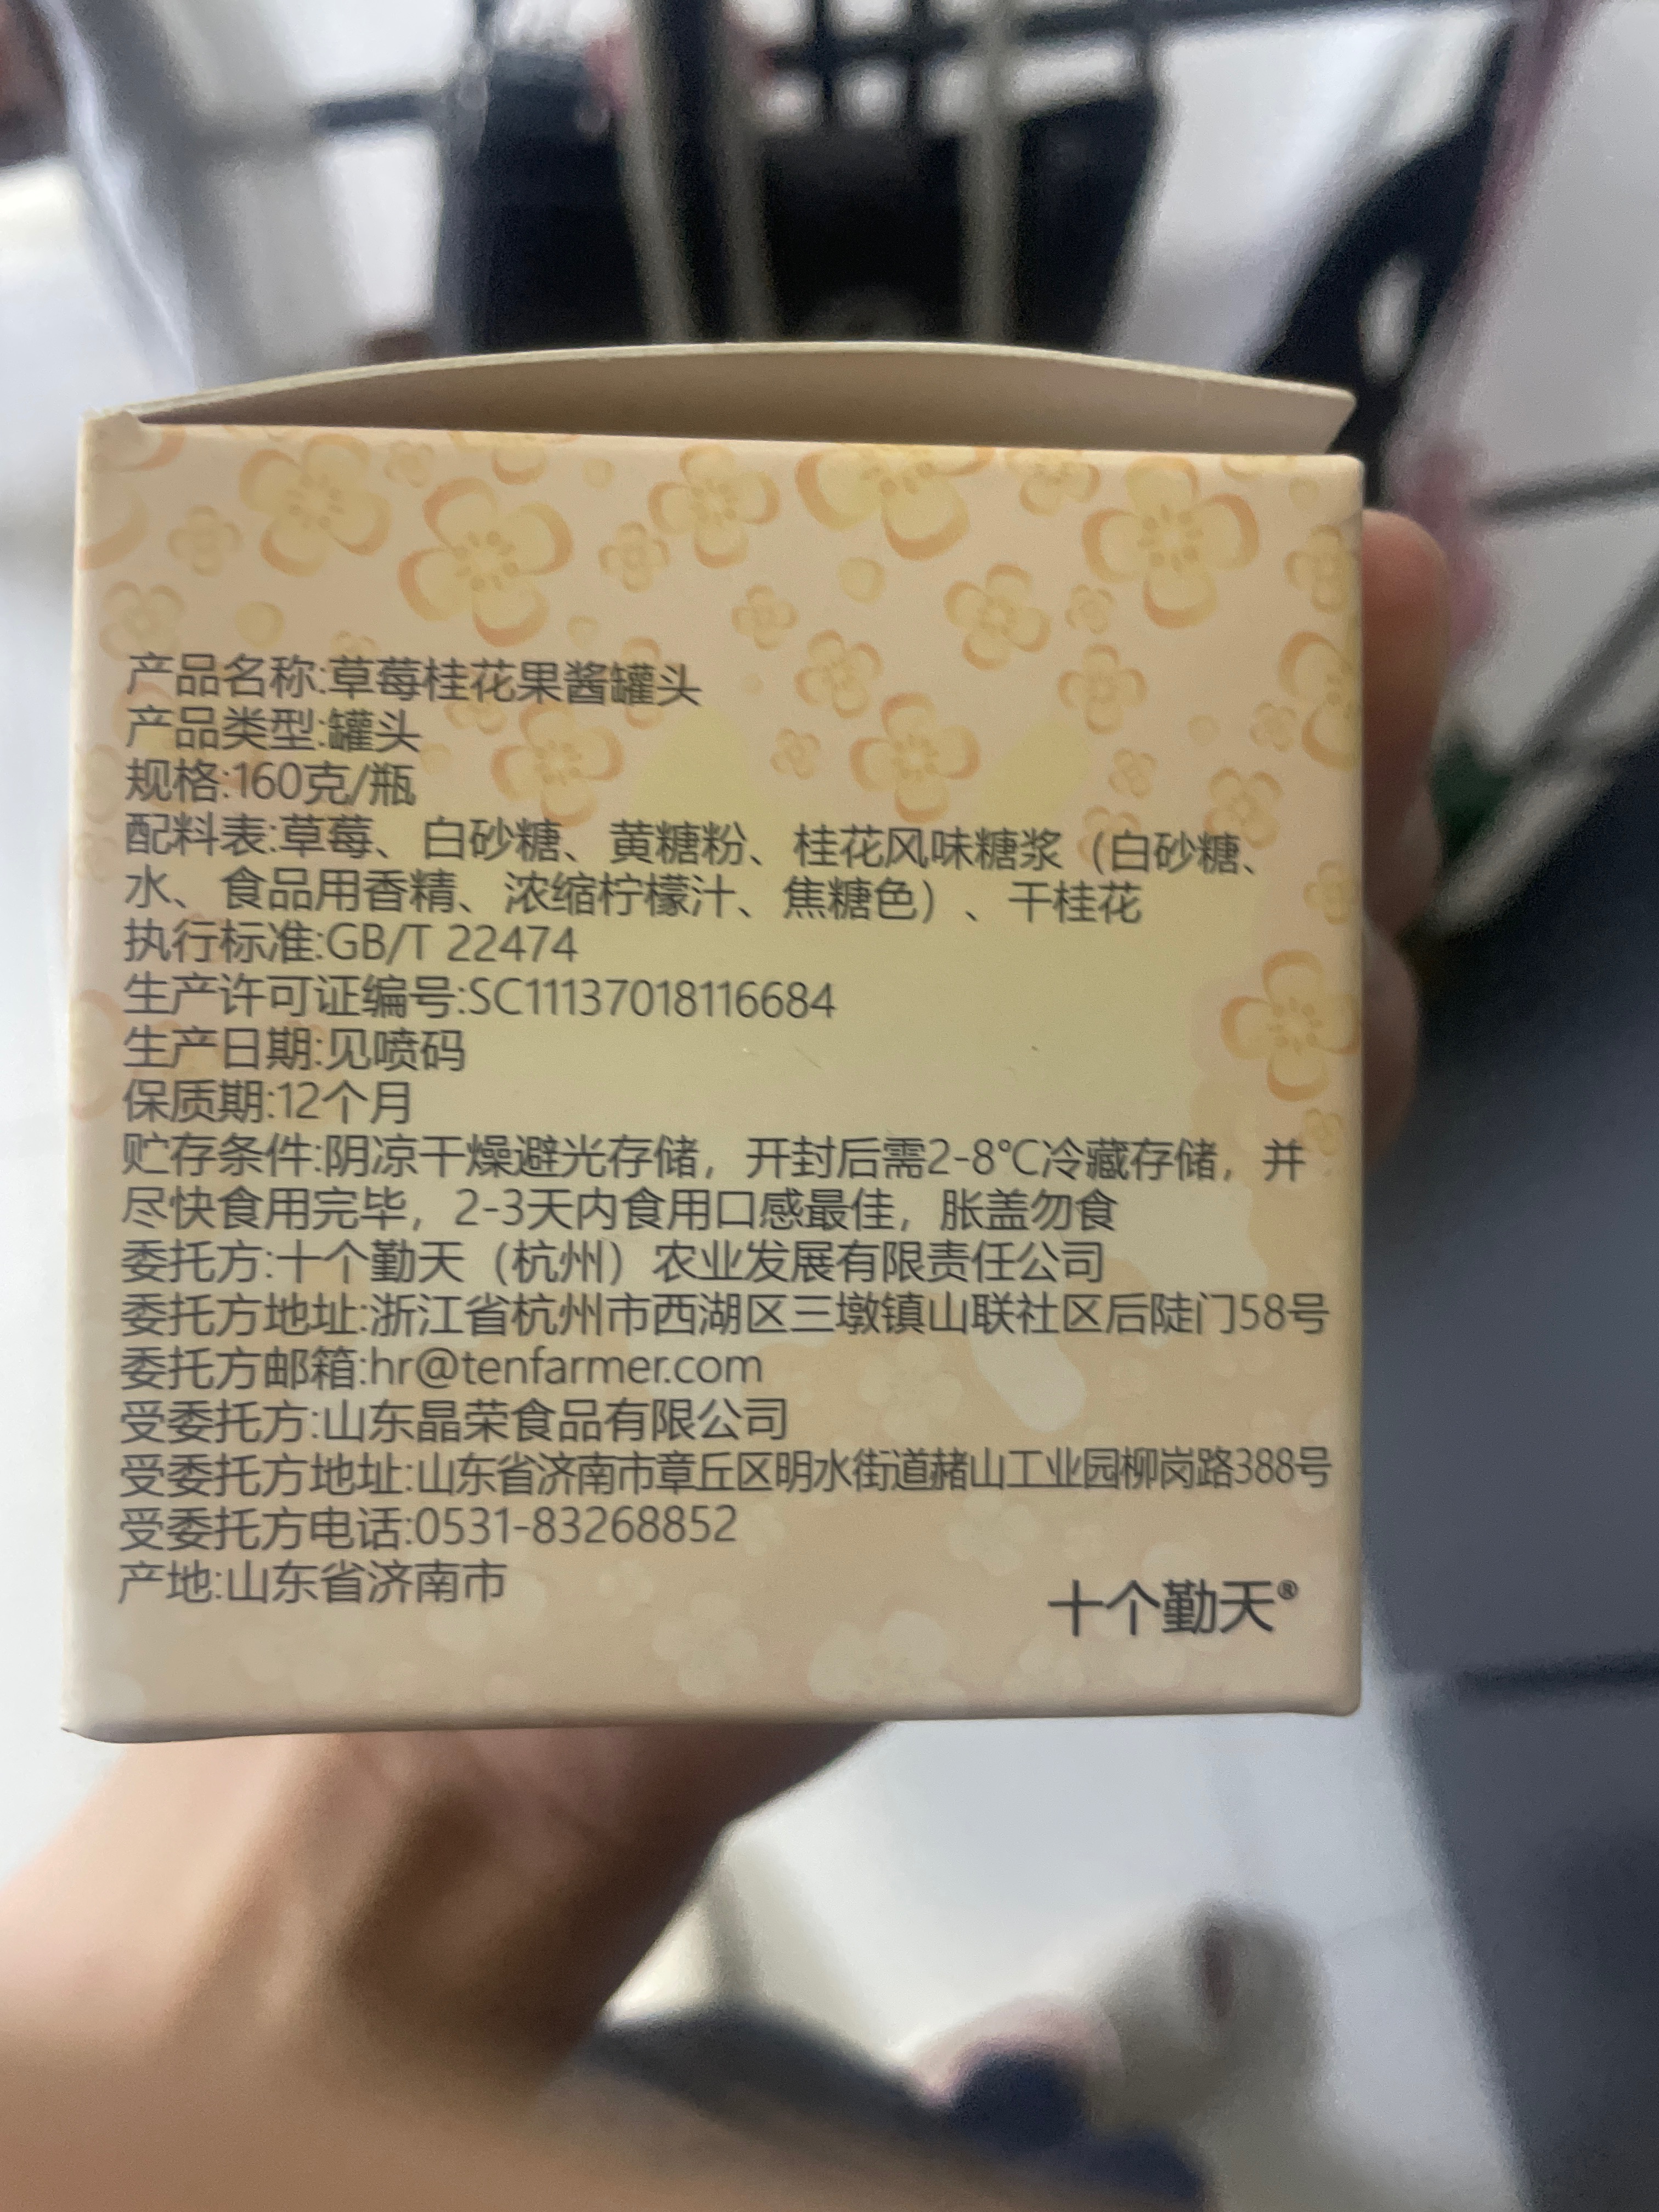 产品名称:草莓桂花果酱罐头
产品类型:罐头
规格:160克/瓶
配料表:草莓、白砂糖、黄糖粉、桂花风味糖浆（白砂糖、
水、食品用香精、浓缩柠檬汁、焦糖色）、干桂花
执行标准:GB/T 22474
生产许可证编号:SC11137018116684
生产日期:见喷码
保质期:12个月
贮存条件:阴凉干燥避光存储，开封后需2-8℃冷藏存储，并
尽快食用完毕，2-3天内食用口感最佳，胀盖勿食
委托方:十个勤天（杭州）农业发展有限责任公司
委托方地址:浙江省杭州市西湖区三墩镇山联社区后陡门58号
委托方邮箱:hr@tenfarmer.com
受委托方:山东晶荣食品有限公司
受委托方地址:山东省济南市章丘区明水街道赭山工业园柳岗路388号
受委托方电话:0531-83268852
产地:山东省济南市
十个勤天®